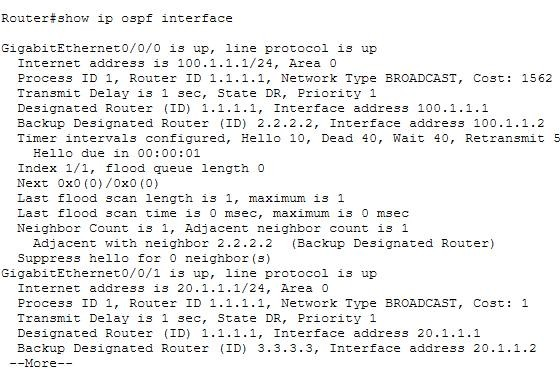 Router#show ip ospf interface
GigabitEthernet0/0/0 is up, line protocol is up
Internet address is 100.1.1.1/24, Area 0
Process ID 1, Router ID 1.1.1.1, Network Type BROADCAST, Cost: 1562
Transmit Delay is 1 sec, State DR, Priority 1
Designated Router (ID) 1.1.1.1, Interface address 100.1.1.1
Backup Designated Router (ID) 2.2.2.2, Interface address 100.1.1.2
Timer intervals configured, Hello 10, Dead 40, Wait 40, Retransmit 5
Hello due in 00:00:01
Index 1/1, flood queue length 0
Next 0x0(0)/0x0(0)
Last flood scan length is 1, maximum is 1
Last flood scan time is 0 msec, maximum is 0 msec
Neighbor Count is 1, Adjacent neighbor count is 1
Adjacent with neighbor 2.2.2.2  (Backup Designated Router)
Suppress hello for 0 neighbor(s)
GigabitEthernet0/0/1 is up, line protocol is up
Internet address is 20.1.1.1/24, Area 0
Process ID 1, Router ID 1.1.1.1, Network Type BROADCAST, Cost: 1
Transmit Delay is 1 sec, State DR, Priority 1
Designated Router (ID) 1.1.1.1, Interface address 20.1.1.1
Backup Designated Router (ID) 3.3.3.3, Interface address 20.1.1.2
--More--